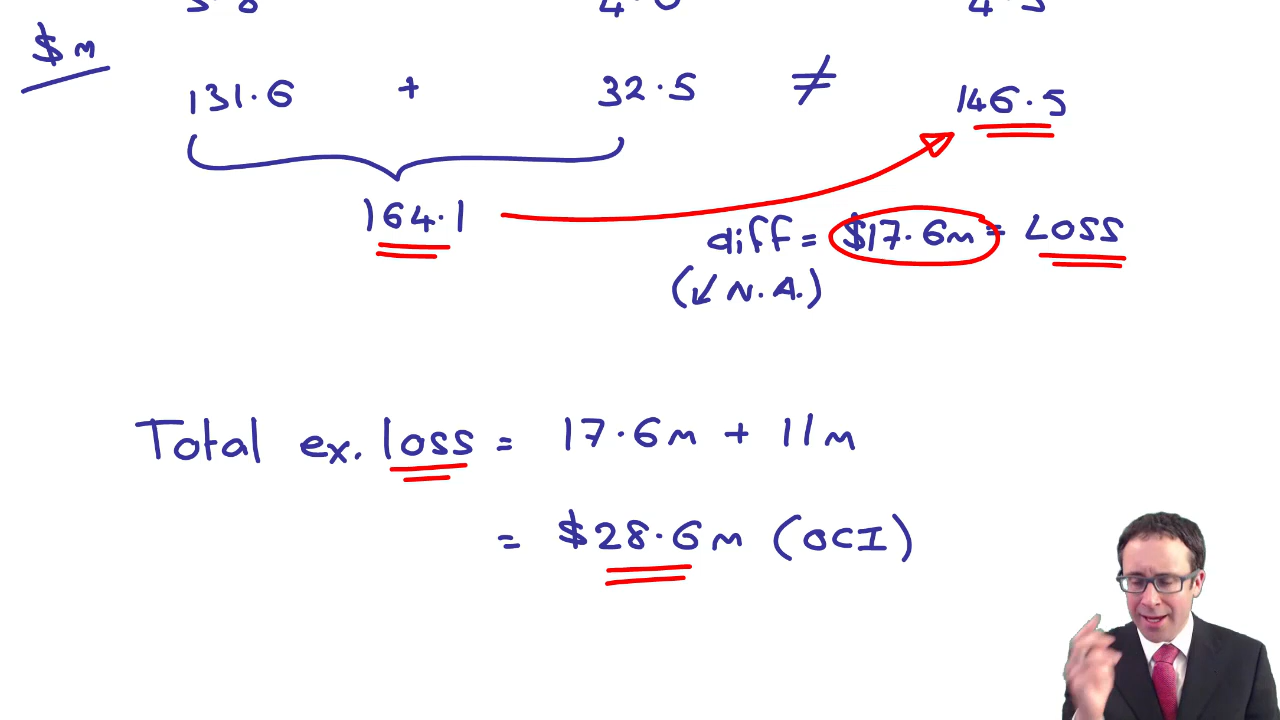 $m
131.6 + 32.5 ≠ 146.5
164.1
diff = $17.6m = LOSS
(↙ N.A.)
Total ex. loss = 17.6m + 11m
= $28.6m (OCI)